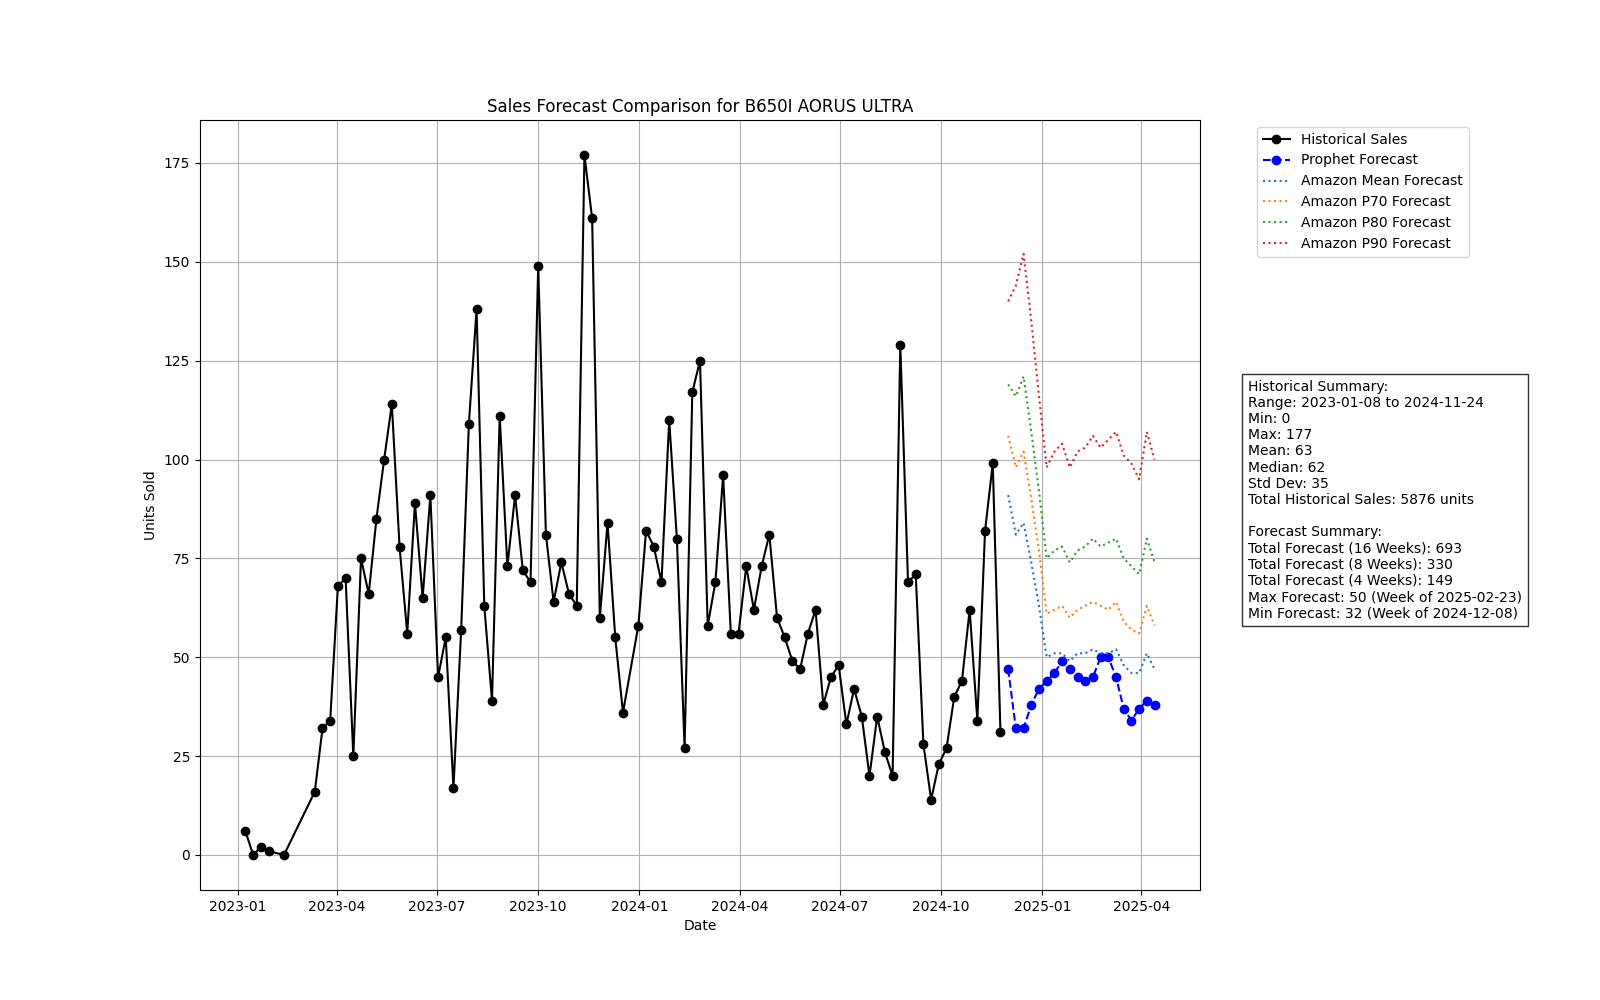 Sales Forecast Comparison for B650I AORUS ULTRA
Historical Sales
Prophet Forecast
Amazon Mean Forecast
Amazon P70 Forecast
Amazon P80 Forecast
Amazon P90 Forecast
175
150
125
100
75
50
25
0
Units Sold
2023-01
2023-04
2023-07
2023-10
2024-01
2024-04
2024-07
2024-10
2025-01
2025-04
Date
Historical Summary:
Range: 2023-01-08 to 2024-11-24
Min: 0
Max: 177
Mean: 63
Median: 62
Std Dev: 35
Total Historical Sales: 5876 units
Forecast Summary:
Total Forecast (16 Weeks): 693
Total Forecast (8 Weeks): 330
Total Forecast (4 Weeks): 149
Max Forecast: 50 (Week of 2025-02-23)
Min Forecast: 32 (Week of 2024-12-08)